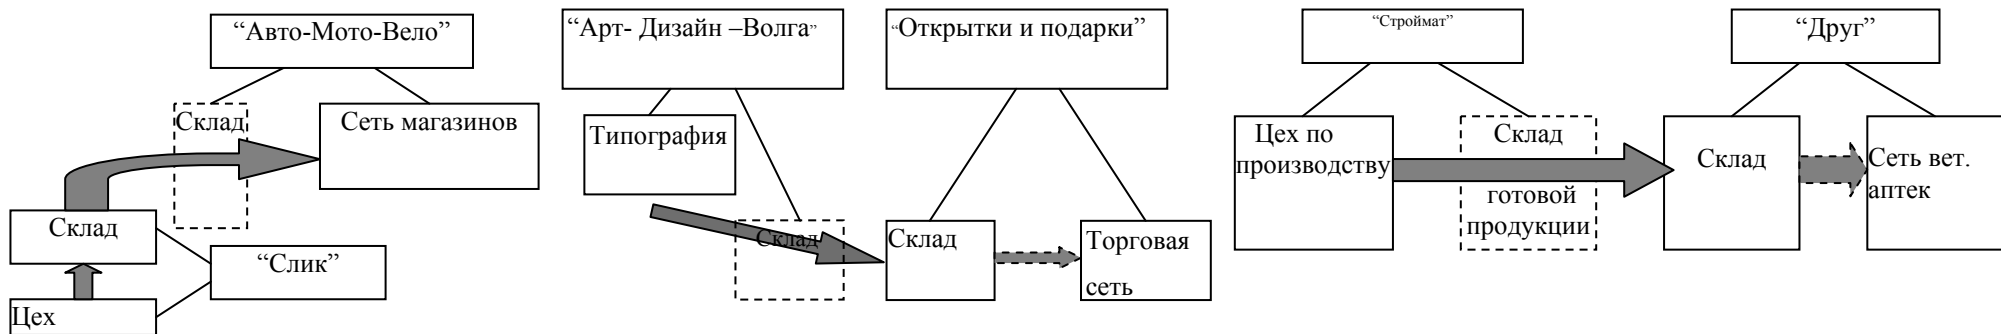 “Авто-Мото-Вело”
Склад
Сеть магазинов
Склад
“Слик”
Цех
“Арт- Дизайн –Волга”
Типография
Склад
“Открытки и подарки”
Склад
Торговая
сеть
“Строймат”
Цех по
производству
Склад
готовой
продукции
“Друг”
Склад
Сеть вет.
аптек